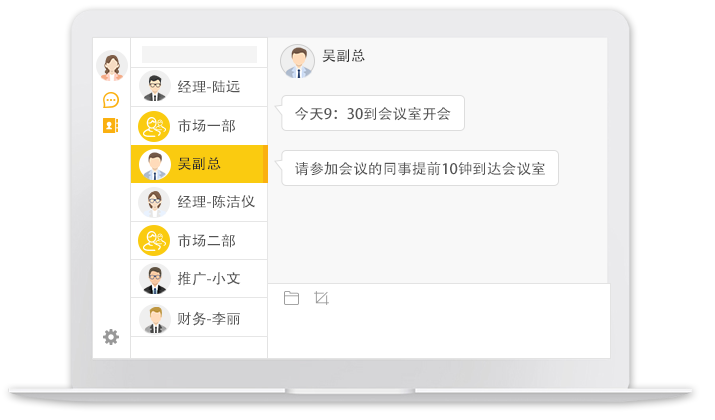 经理-陆远
市场一部
吴副总
经理-陈洁仪
市场二部
推广-小文
财务-李丽
吴副总
今天9：30到会议室开会
请参加会议的同事提前10钟到达会议室